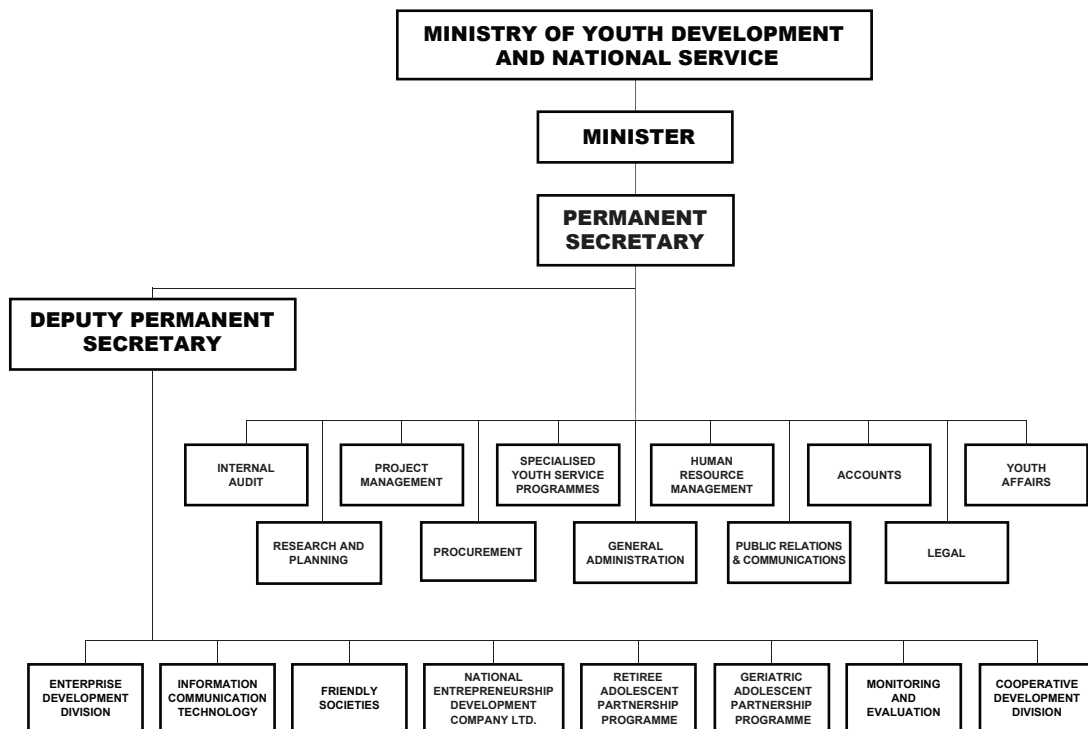 MINISTRY OF YOUTH DEVELOPMENT
AND NATIONAL SERVICE
MINISTER
PERMANENT
SECRETARY
DEPUTY PERMANENT
SECRETARY
INTERNAL
AUDIT
PROJECT
MANAGEMENT
SPECIALISED
YOUTH SERVICE
PROGRAMMES
HUMAN
RESOURCE
MANAGEMENT
ACCOUNTS
YOUTH
AFFAIRS
RESEARCH AND
PLANNING
PROCUREMENT
GENERAL
ADMINISTRATION
PUBLIC RELATIONS
& COMMUNICATIONS
LEGAL
ENTERPRISE
DEVELOPMENT
DIVISION
INFORMATION
COMMUNICATION
TECHNOLOGY
FRIENDLY
SOCIETIES
NATIONAL
ENTREPRENEURSHIP
DEVELOPMENT
COMPANY LTD.
RETIREE
ADOLESCENT
PARTNERSHIP
PROGRAMME
GERIATRIC
ADOLESCENT
PARTNERSHIP
PROGRAMME
MONITORING
AND
EVALUATION
COOPERATIVE
DEVELOPMENT
DIVISION